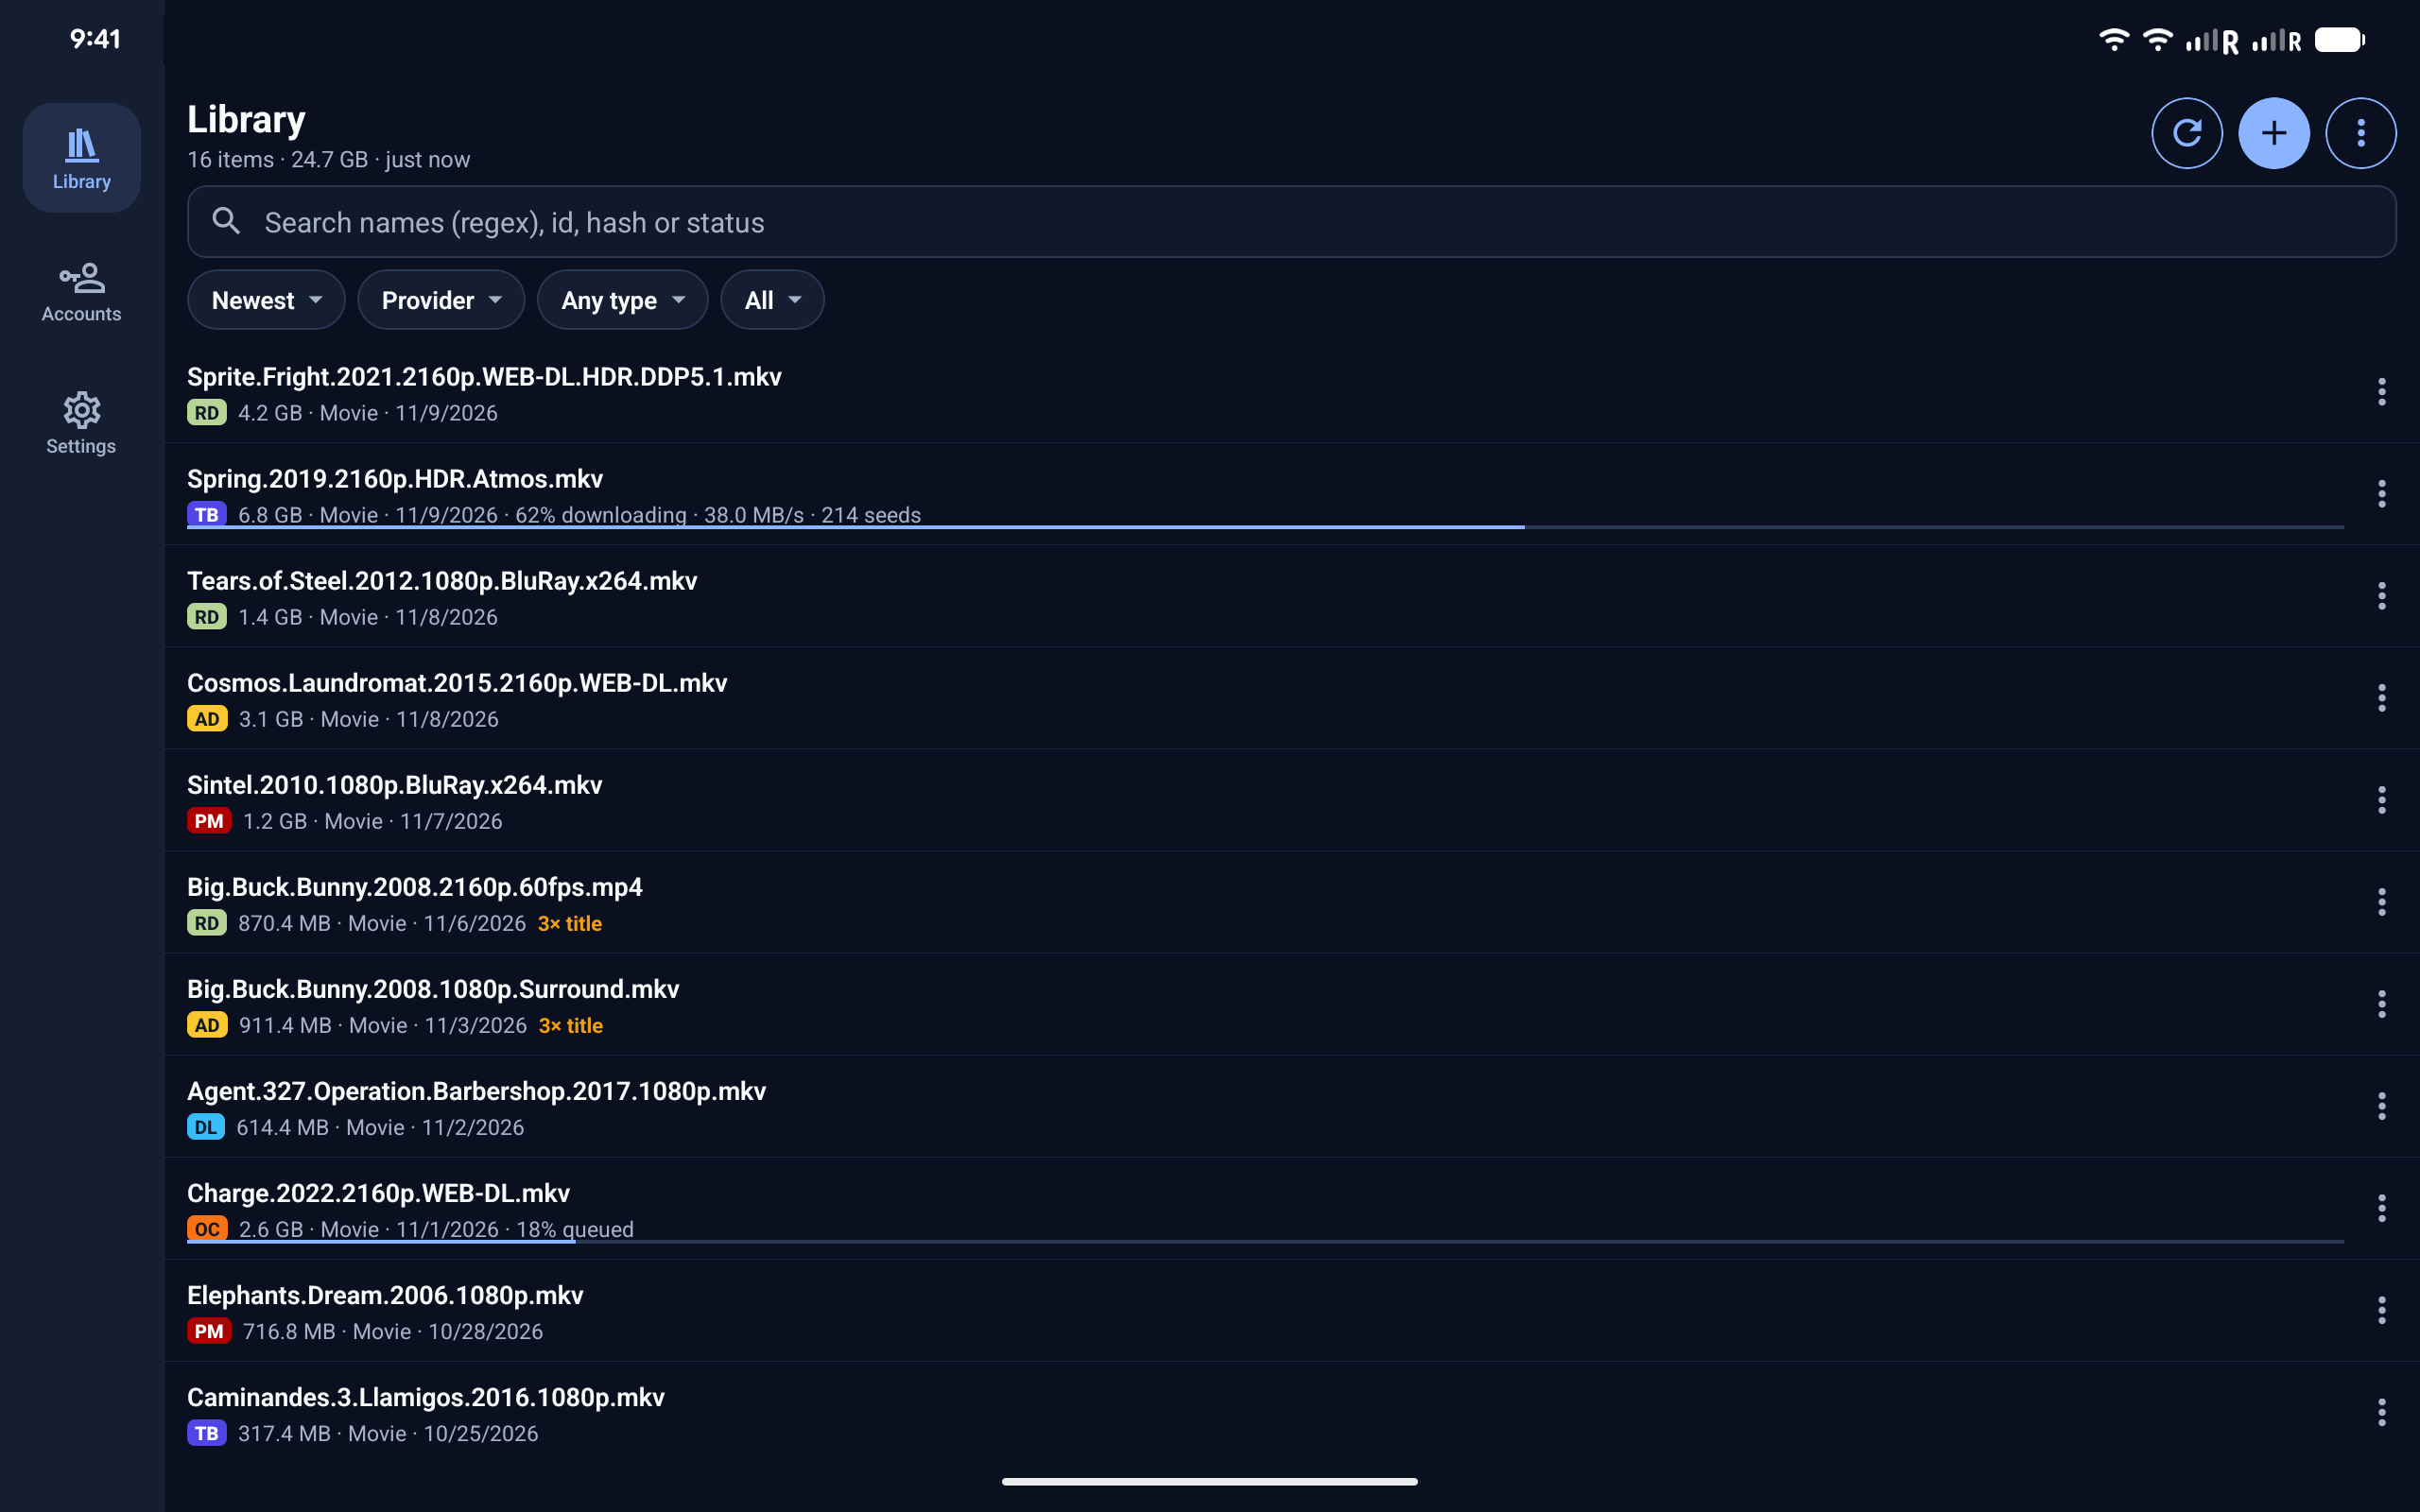 9:41
R R
Library
Accounts
Settings
Library
16 items · 24.7 GB · just now
Search names (regex), id, hash or status
Newest Provider Any type All
Sprite.Fright.2021.2160p.WEB-DL.HDR.DDP5.1.mkv
RD 4.2 GB · Movie · 11/9/2026
Spring.2019.2160p.HDR.Atmos.mkv
TB 6.8 GB · Movie · 11/9/2026 · 62% downloading · 38.0 MB/s · 214 seeds
Tears.of.Steel.2012.1080p.BluRay.x264.mkv
RD 1.4 GB · Movie · 11/8/2026
Cosmos.Laundromat.2015.2160p.WEB-DL.mkv
AD 3.1 GB · Movie · 11/8/2026
Sintel.2010.1080p.BluRay.x264.mkv
PM 1.2 GB · Movie · 11/7/2026
Big.Buck.Bunny.2008.2160p.60fps.mp4
RD 870.4 MB · Movie · 11/6/2026 3× title
Big.Buck.Bunny.2008.1080p.Surround.mkv
AD 911.4 MB · Movie · 11/3/2026 3× title
Agent.327.Operation.Barbershop.2017.1080p.mkv
DL 614.4 MB · Movie · 11/2/2026
Charge.2022.2160p.WEB-DL.mkv
OC 2.6 GB · Movie · 11/1/2026 · 18% queued
Elephants.Dream.2006.1080p.mkv
PM 716.8 MB · Movie · 10/28/2026
Caminandes.3.Llamigos.2016.1080p.mkv
TB 317.4 MB · Movie · 10/25/2026